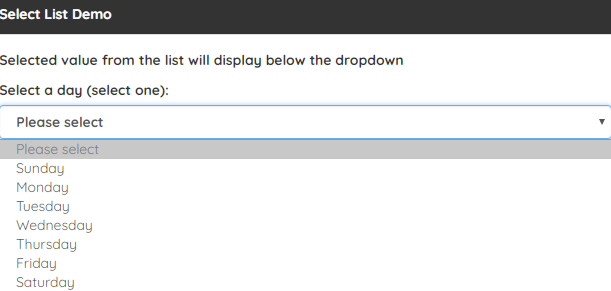 Select List Demo
Selected value from the list will display below the dropdown
Select a day (select one):
Please select
Please select
Sunday
Monday
Tuesday
Wednesday
Thursday
Friday
Saturday